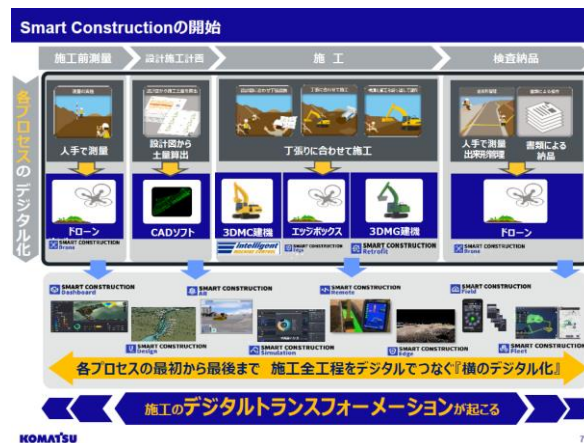 Smart Constructionの開始
施工前測量
設計施工計画
施 工
検査納品
各プロセスのデジタル化
人手で測量
設計図から
土量算出
丁張りに合わせて施工
人手で測量
出来形管理
書類による
納品
ドローン
CADソフト
3DMC建機
エッジボックス
3DMG建機
ドローン
SMART CONSTRUCTION
Drone
Intelligent
MACHINE CONTROL
SMART CONSTRUCTION
Edge
SMART CONSTRUCTION
Retrofit
SMART CONSTRUCTION
Drone
SMART CONSTRUCTION
Dashboard
SMART CONSTRUCTION
AR
SMART CONSTRUCTION
Remote
SMART CONSTRUCTION
Field
SMART CONSTRUCTION
Design
SMART CONSTRUCTION
Simulation
SMART CONSTRUCTION
Edge
SMART CONSTRUCTION
Fleet
各プロセスの最初から最後まで 施工全工程をデジタルでつなぐ『横のデジタル化』
施工のデジタルトランスフォーメーションが起こる
KOMATSU